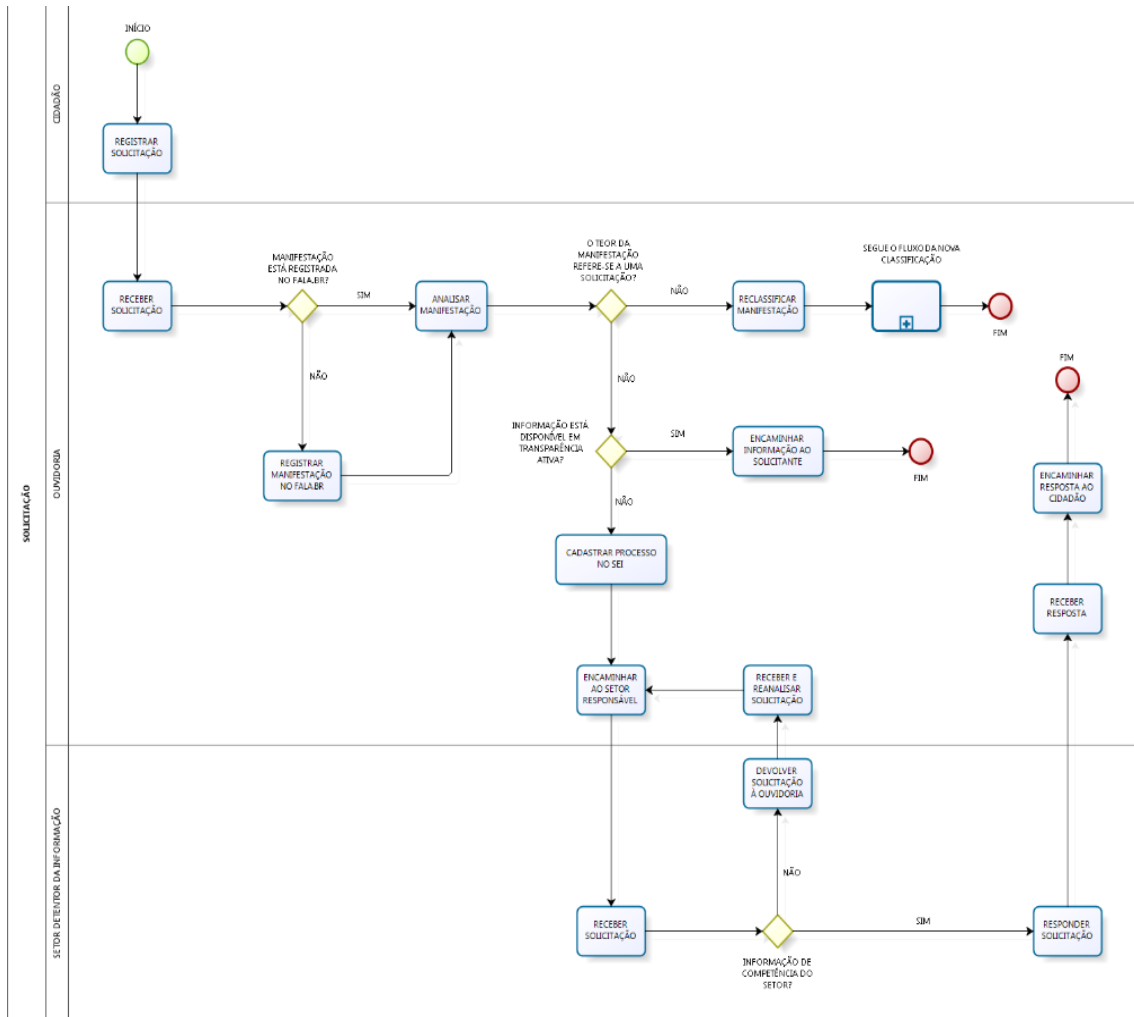 SOLICITAÇÃO
CIDADÃO
INÍCIO
REGISTRAR
SOLICITAÇÃO
OUVIDORIA
RECEBER
SOLICITAÇÃO
MANIFESTAÇÃO
ESTÁ REGISTRADA
NO FALA.BR?
SIM
NÃO
REGISTRAR
MANIFESTAÇÃO
NO FALA.BR
ANALISAR
MANIFESTAÇÃO
O TEOR DA
MANIFESTAÇÃO
REFERE-SE A UMA
SOLICITAÇÃO?
NÃO
RECLASSIFICAR
MANIFESTAÇÃO
SEGUE O FLUXO DA NOVA
CLASSIFICAÇÃO
FIM
NÃO
INFORMAÇÃO ESTÁ
DISPONÍVEL EM
TRANSPARÊNCIA
ATIVA?
SIM
ENCAMINHAR
INFORMAÇÃO AO
SOLICITANTE
FIM
NÃO
CADASTRAR PROCESSO
NO SEI
ENCAMINHAR
AO SETOR
RESPONSÁVEL
RECEBER E
REANALISAR
SOLICITAÇÃO
FIM
ENCAMINHAR
RESPOSTA AO
CIDADÃO
RECEBER
RESPOSTA
SETOR DETENTOR DA INFORMAÇÃO
DEVOLVER
SOLICITAÇÃO
À OUVIDORIA
NÃO
RECEBER
SOLICITAÇÃO
INFORMAÇÃO DE
COMPETÊNCIA DO
SETOR?
SIM
RESPONDER
SOLICITAÇÃO